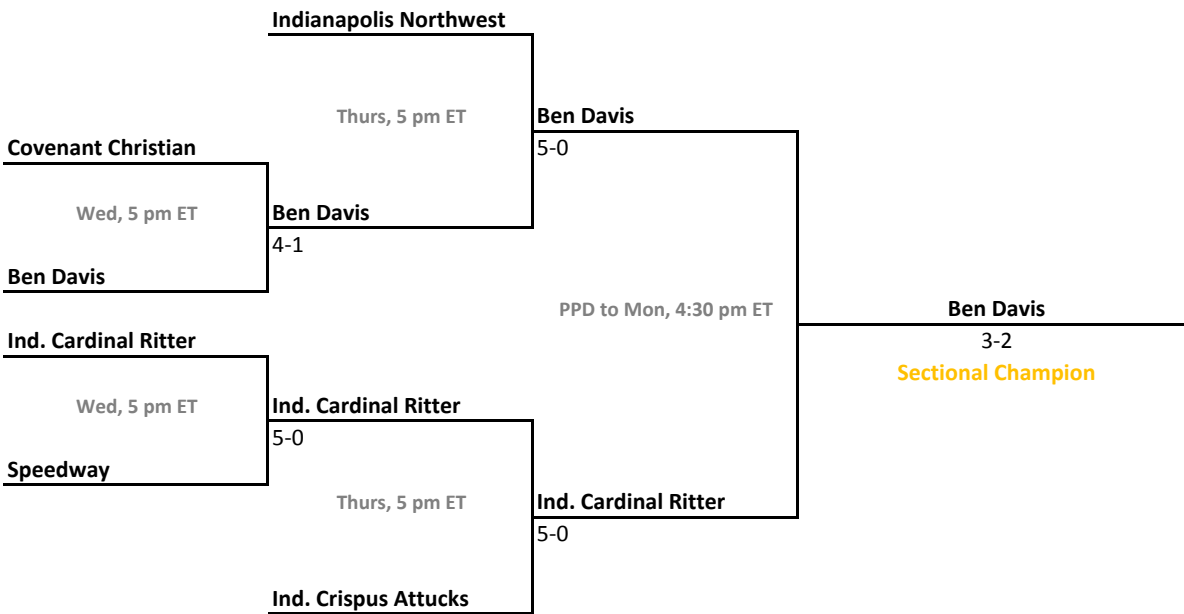 Indianapolis Northwest
Thurs, 5 pm ET
Ben Davis
5-0
Covenant Christian
Wed, 5 pm ET
Ben Davis
4-1
Ben Davis
PPD to Mon, 4:30 pm ET
Ben Davis
3-2
Sectional Champion
Ind. Cardinal Ritter
Wed, 5 pm ET
Ind. Cardinal Ritter
5-0
Speedway
Thurs, 5 pm ET
Ind. Cardinal Ritter
5-0
Ind. Crispus Attucks